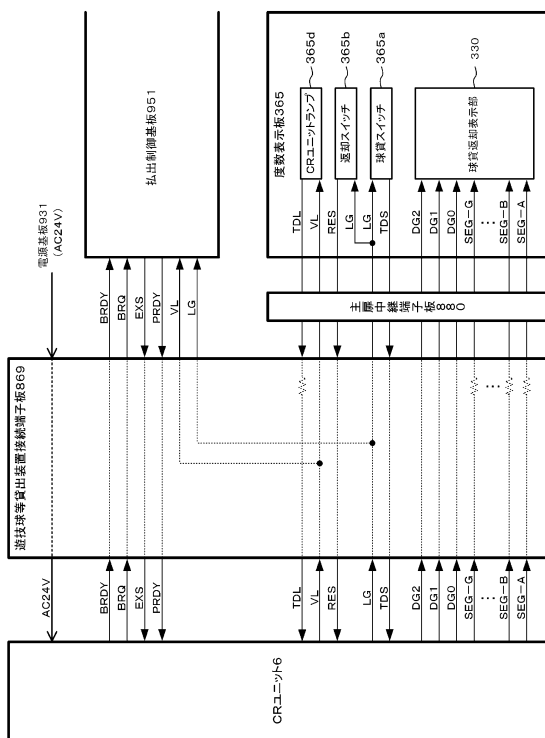 電源基板931
(AC24V)
払出制御基板951
度数表示板365
CRユニットランプ
365d
返却スイッチ
365b
球貸スイッチ
365a
球貸返却表示部
330
BRDY
BRQ
EXS
PRDY
VL
LG
TDL
VL
RES
LG
LG
TDS
DG2
DG1
DG0
SEG-G
…
SEG-B
SEG-A
主扉中継端子板880
遊技球等貸出装置接続端子板869
…
AC24V
BRDY
BRQ
EXS
PRDY
TDL
VL
RES
LG
TDS
DG2
DG1
DG0
SEG-G
…
SEG-B
SEG-A
CRユニット6